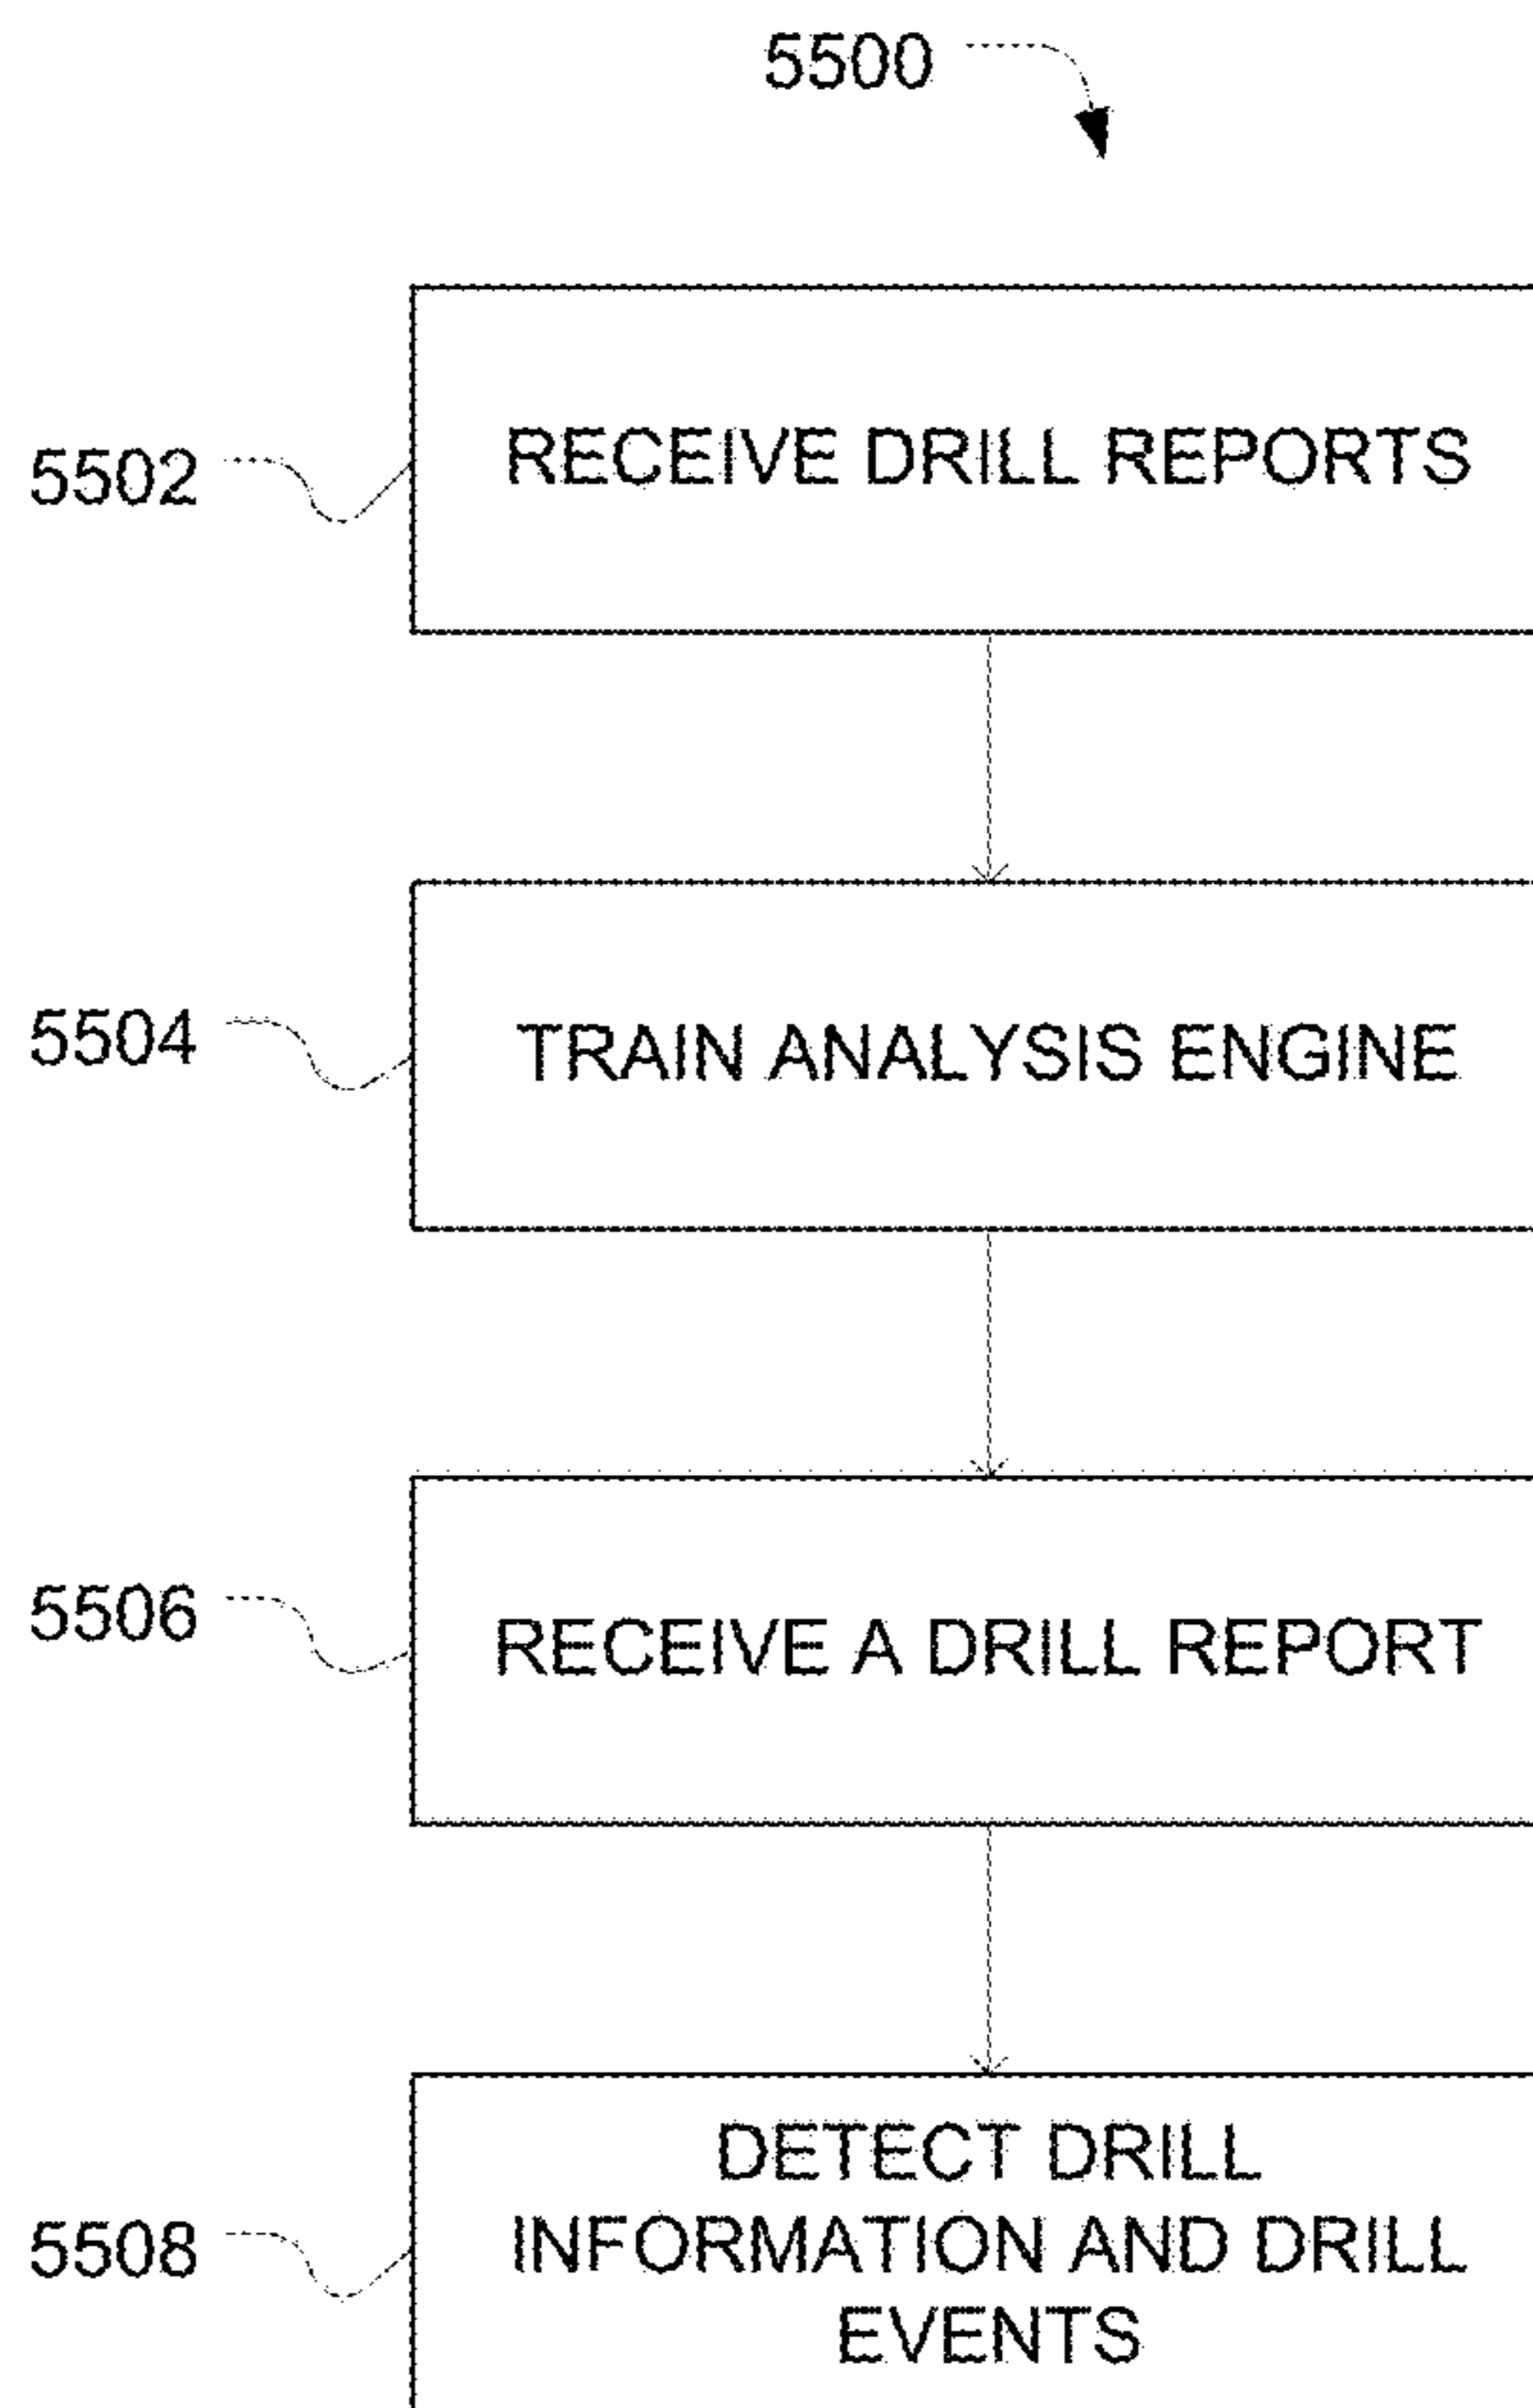 5500
5502
RECEIVE DRILL REPORTS
5504
TRAIN ANALYSIS ENGINE
5506
RECEIVE A DRILL REPORT
5508
DETECT DRILL
INFORMATION AND DRILL
EVENTS